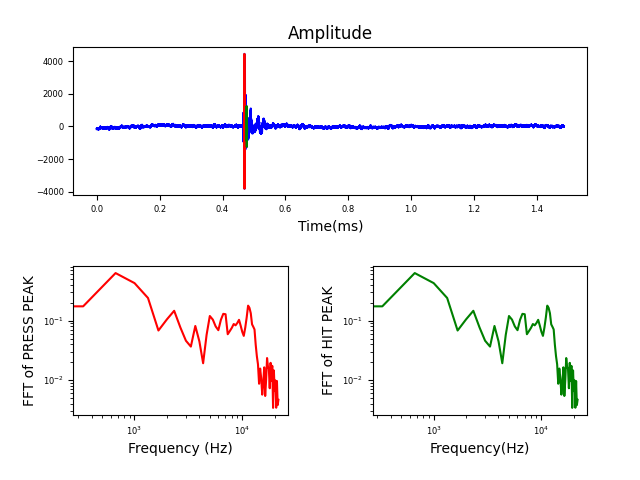 Amplitude
4000
2000
0
−2000
−4000
0.0 0.2 0.4 0.6 0.8 1.0 1.2 1.4
Time(ms)
FFT of PRESS PEAK
10⁻¹
10⁻²
10³ 10⁴
Frequency (Hz)
FFT of HIT PEAK
10⁻¹
10⁻²
10³ 10⁴
Frequency(Hz)